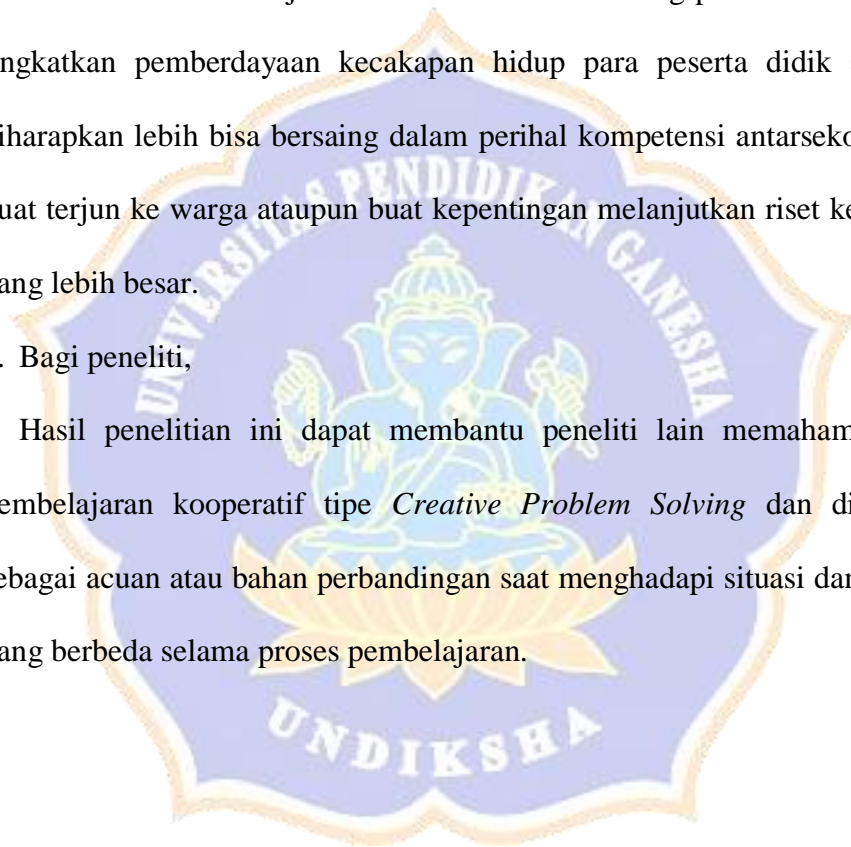 ngkatkan pemberdayaan kecakapan hidup para peserta didik
iharapkan lebih bisa bersaing dalam perihal kompetensi antarseko
uat terjun ke warga ataupun buat kepentingan melanjutkan riset ke
ang lebih besar.
. Bagi peneliti,
Hasil penelitian ini dapat membantu peneliti lain memaham
embelajaran kooperatif tipe Creative Problem Solving dan di
ebagai acuan atau bahan perbandingan saat menghadapi situasi dan
ang berbeda selama proses pembelajaran.
UNIVERSITAS PENDIDIKAN GANESHA
UNDIKSHA